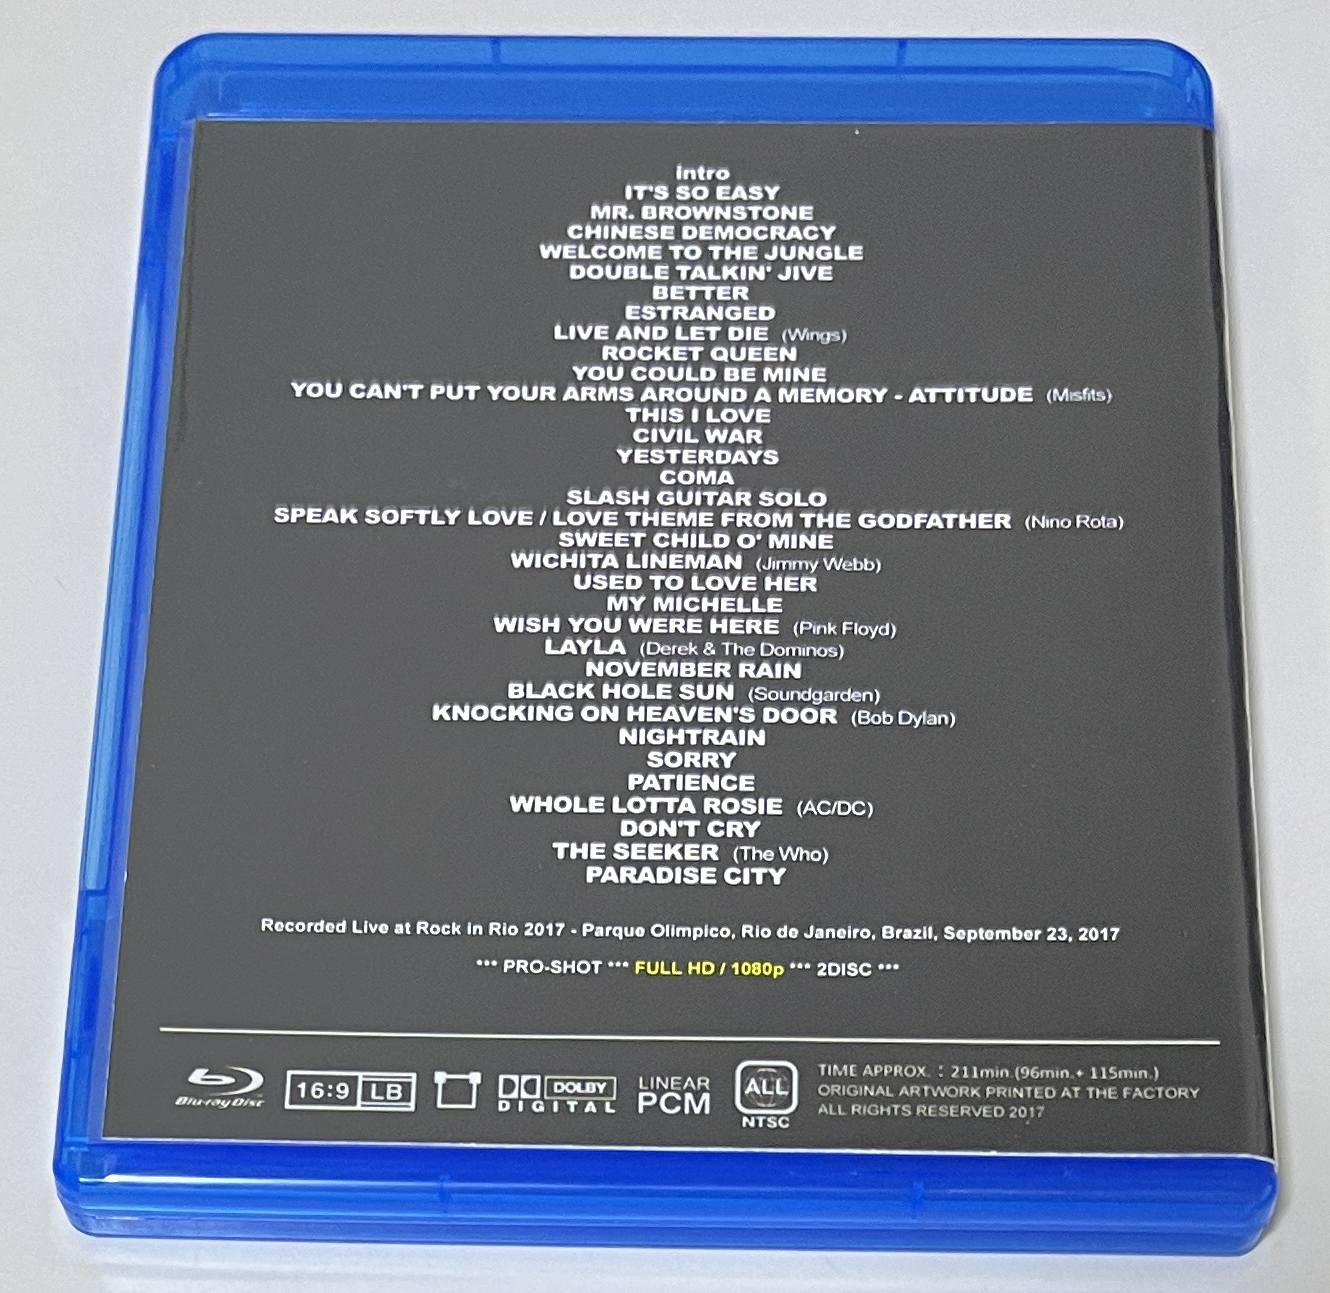 intro
IT'S SO EASY
MR. BROWNSTONE
CHINESE DEMOCRACY
WELCOME TO THE JUNGLE
DOUBLE TALKIN' JIVE
BETTER
ESTRANGED
LIVE AND LET DIE (Wings)
ROCKET QUEEN
YOU COULD BE MINE
YOU CAN'T PUT YOUR ARMS AROUND A MEMORY - ATTITUDE (Misfits)
THIS I LOVE
CIVIL WAR
YESTERDAYS
COMA
SLASH GUITAR SOLO
SPEAK SOFTLY LOVE / LOVE THEME FROM THE GODFATHER (Nino Rota)
SWEET CHILD O' MINE
WICHITA LINEMAN (Jimmy Webb)
USED TO LOVE HER
MY MICHELLE
WISH YOU WERE HERE (Pink Floyd)
LAYLA (Derek & The Dominos)
NOVEMBER RAIN
BLACK HOLE SUN (Soundgarden)
KNOCKING ON HEAVEN'S DOOR (Bob Dylan)
NIGHTRAIN
SORRY
PATIENCE
WHOLE LOTTA ROSIE (AC/DC)
DON'T CRY
THE SEEKER (The Who)
PARADISE CITY
Recorded Live at Rock in Rio 2017 - Parque Olimpico, Rio de Janeiro, Brazil, September 23, 2017
*** PRO-SHOT *** FULL HD / 1080p *** 2DISC ***
Blu-ray Disc
16:9 LB
DOLBY
DIGITAL
LINEAR
PCM
ALL
NTSC
TIME APPROX. : 211min.(96min.+ 115min.)
ORIGINAL ARTWORK PRINTED AT THE FACTORY
ALL RIGHTS RESERVED 2017